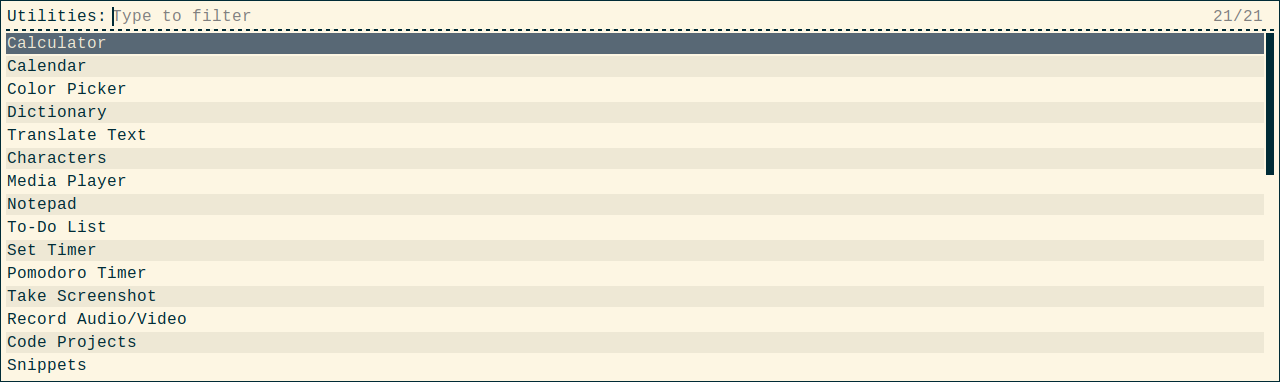 Utilities: Type to filter 21/21
Calculator
Calendar
Color Picker
Dictionary
Translate Text
Characters
Media Player
Notepad
To-Do List
Set Timer
Pomodoro Timer
Take Screenshot
Record Audio/Video
Code Projects
Snippets